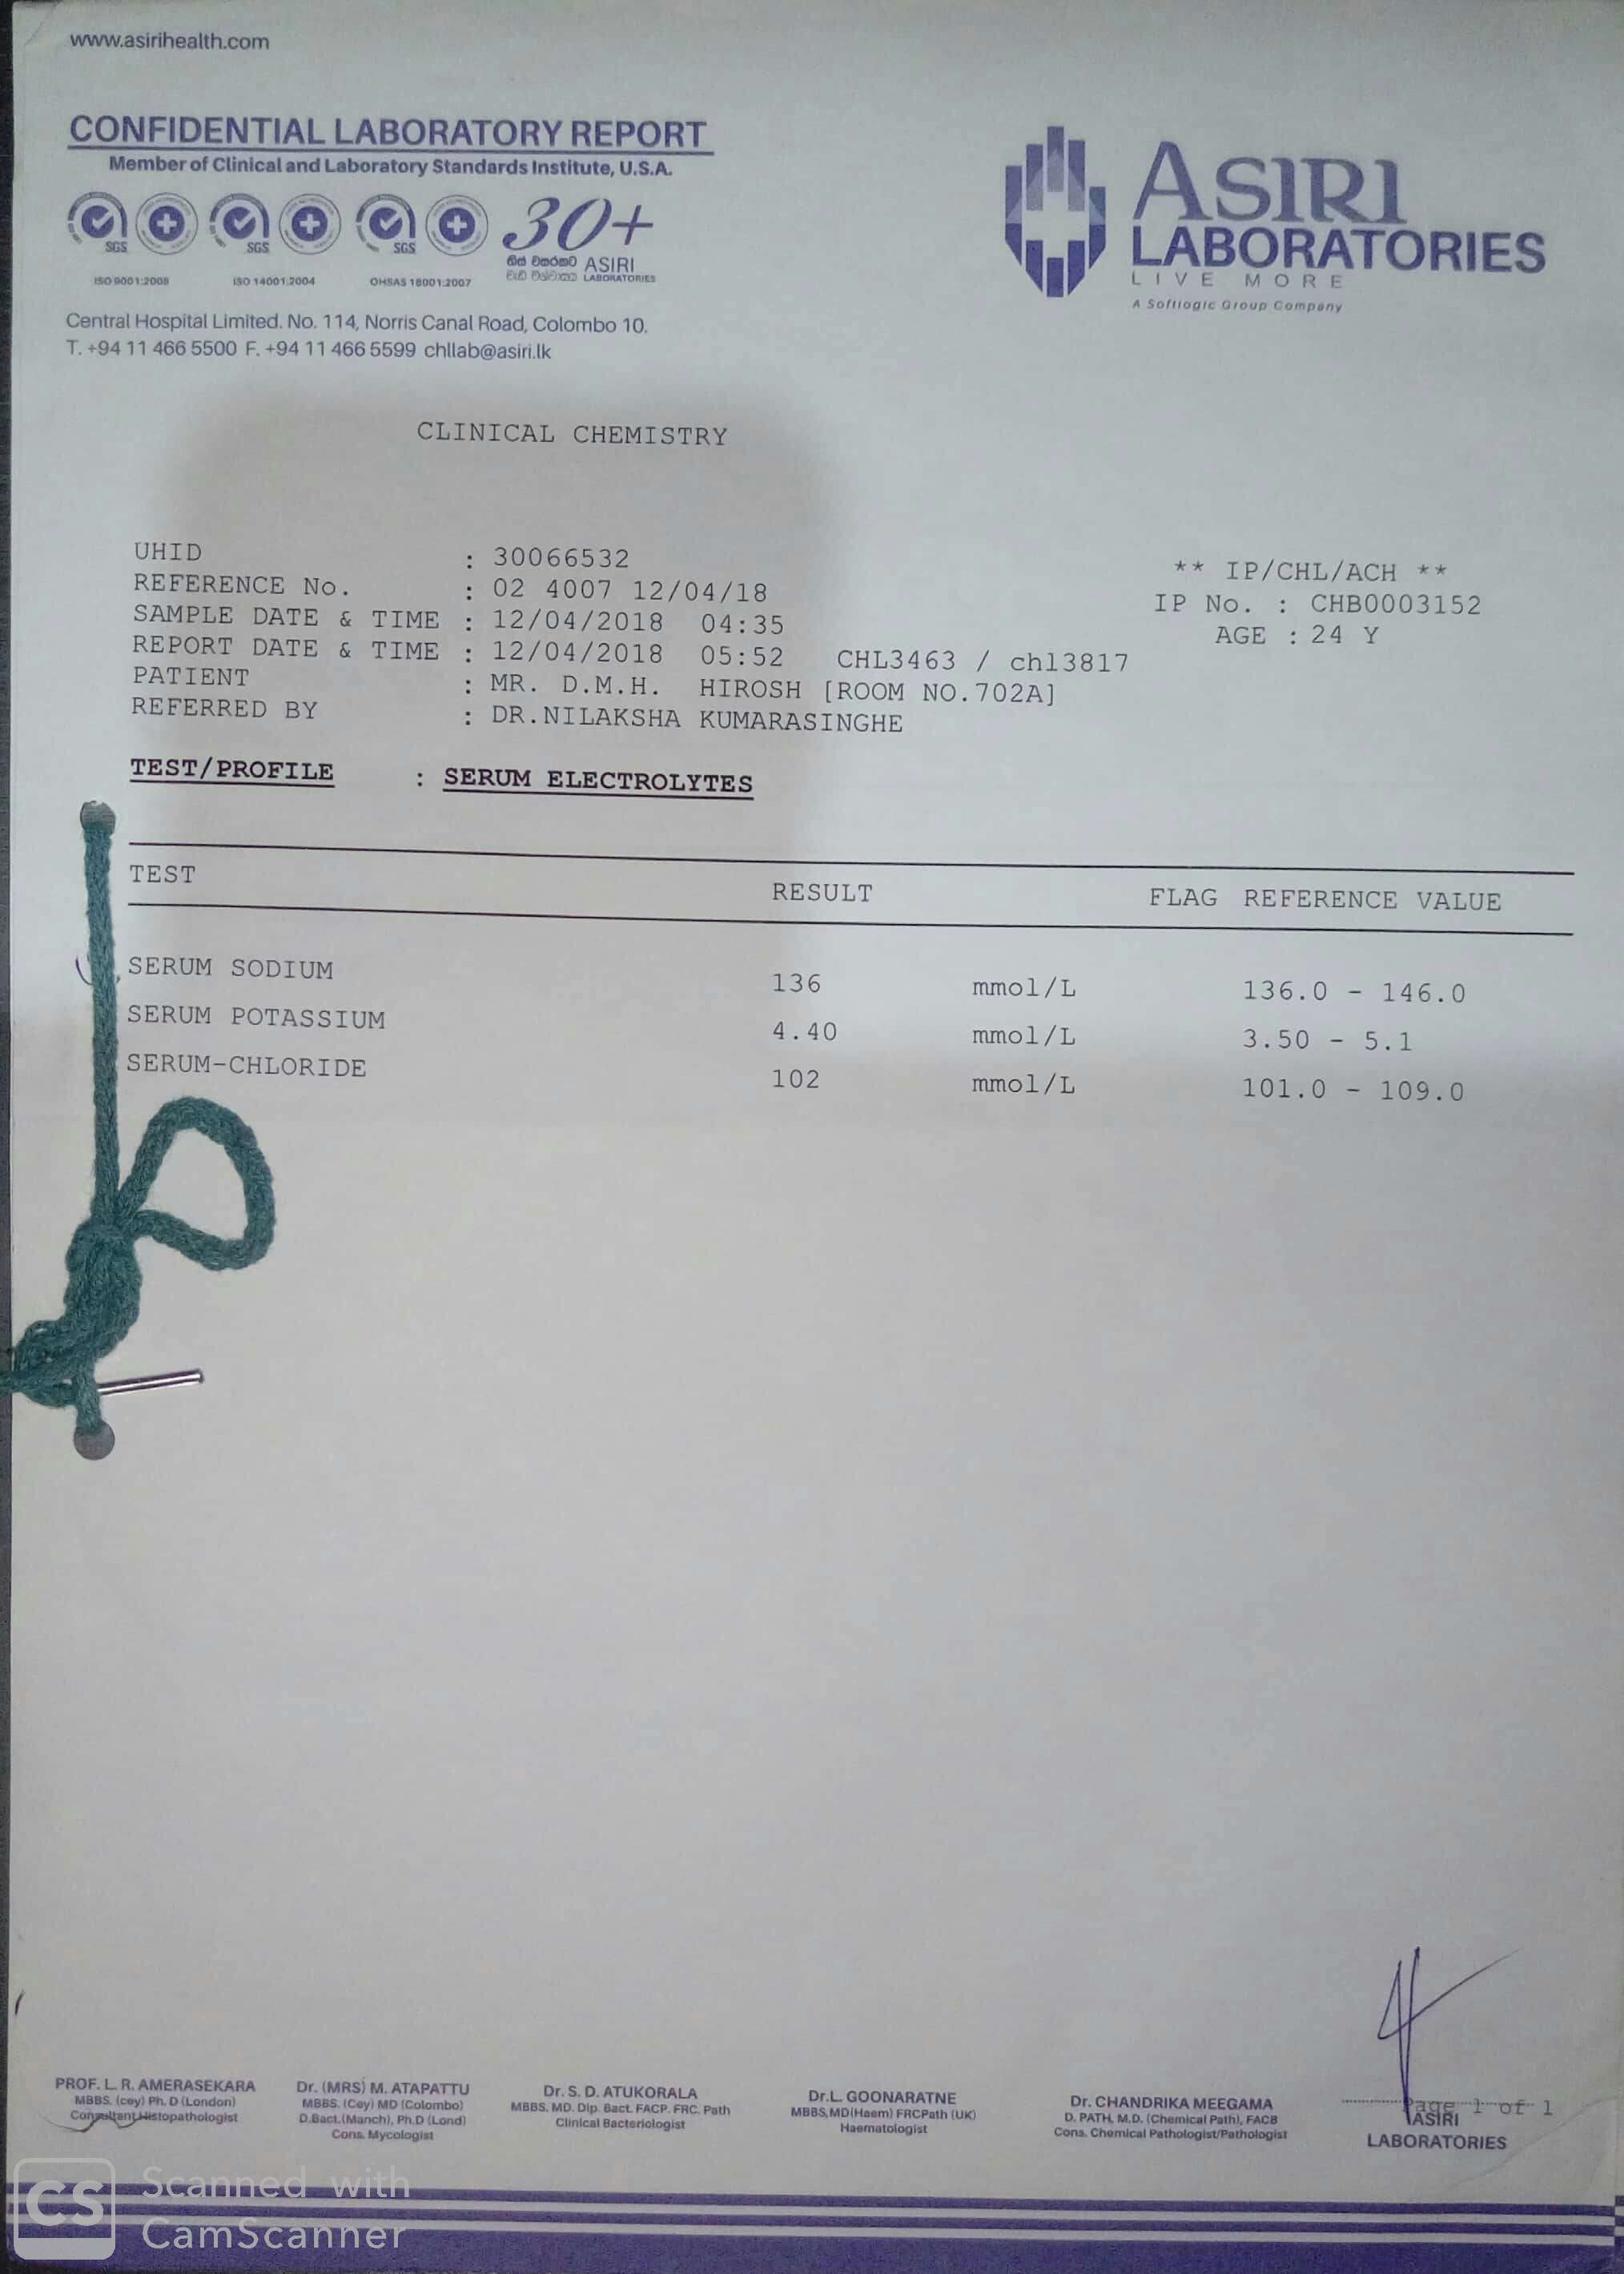 www.asirihealth.com
CONFIDENTIAL LABORATORY REPORT
Member of Clinical and Laboratory Standards Institute, U.S.A.
SGS SGS SGS
30+
ASIRI
LABORATORIES
ISO 9001:2008 ISO 14001:2004 OHSAS 18001:2007
Central Hospital Limited. No. 114, Norris Canal Road, Colombo 10.
T. +94 11 466 5500 F. +94 11 466 5599 chllab@asiri.lk
ASIRI
LABORATORIES
LIVE MORE
A Softlogic Group Company
CLINICAL CHEMISTRY
UHID : 30066532
REFERENCE No. : 02 4007 12/04/18
SAMPLE DATE & TIME : 12/04/2018 04:35
REPORT DATE & TIME : 12/04/2018 05:52 CHL3463 / chl3817
PATIENT : MR. D.M.H. HIROSH [ROOM NO.702A]
REFERRED BY : DR.NILAKSHA KUMARASINGHE
** IP/CHL/ACH **
IP No. : CHB0003152
AGE : 24 Y
TEST/PROFILE : SERUM ELECTROLYTES
TEST RESULT FLAG REFERENCE VALUE
SERUM SODIUM 136 mmol/L 136.0 - 146.0
SERUM POTASSIUM 4.40 mmol/L 3.50 - 5.1
SERUM-CHLORIDE 102 mmol/L 101.0 - 109.0
PROF. L. R. AMERASEKARA
MBBS. (cey) Ph. D (London)
Consultant Histopathologist
Dr. (MRS) M. ATAPATTU
MBBS. (Cey) MD (Colombo)
D.Bact.(Manch), Ph.D (Lond)
Cons. Mycologist
Dr. S. D. ATUKORALA
MBBS. MD. Dip. Bact. FACP. FRC. Path
Clinical Bacteriologist
Dr.L. GOONARATNE
MBBS,MD(Haem) FRCPath (UK)
Haematologist
Dr. CHANDRIKA MEEGAMA
D. PATH, M.D. (Chemical Path), FACB
Cons. Chemical Pathologist/Pathologist
Page 1 of 1
ASIRI
LABORATORIES
CS
Scanned with
CamScanner